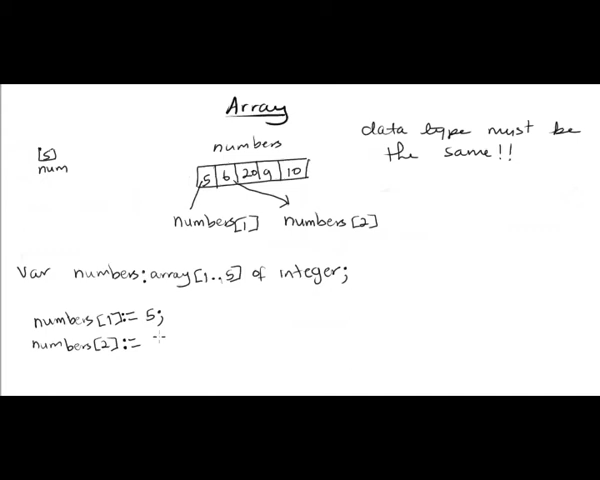 Array
numbers
data type must be
the same!!
[5]
num
5 6 20 9 10
numbers[1] numbers[2]
Var numbers: array[1..5] of integer;
numbers[1]:= 5;
numbers[2]:=